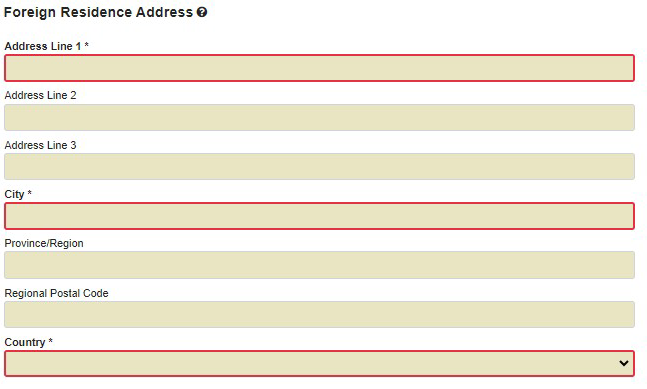 Foreign Residence Address
Address Line 1 *
Address Line 2
Address Line 3
City *
Province/Region
Regional Postal Code
Country *